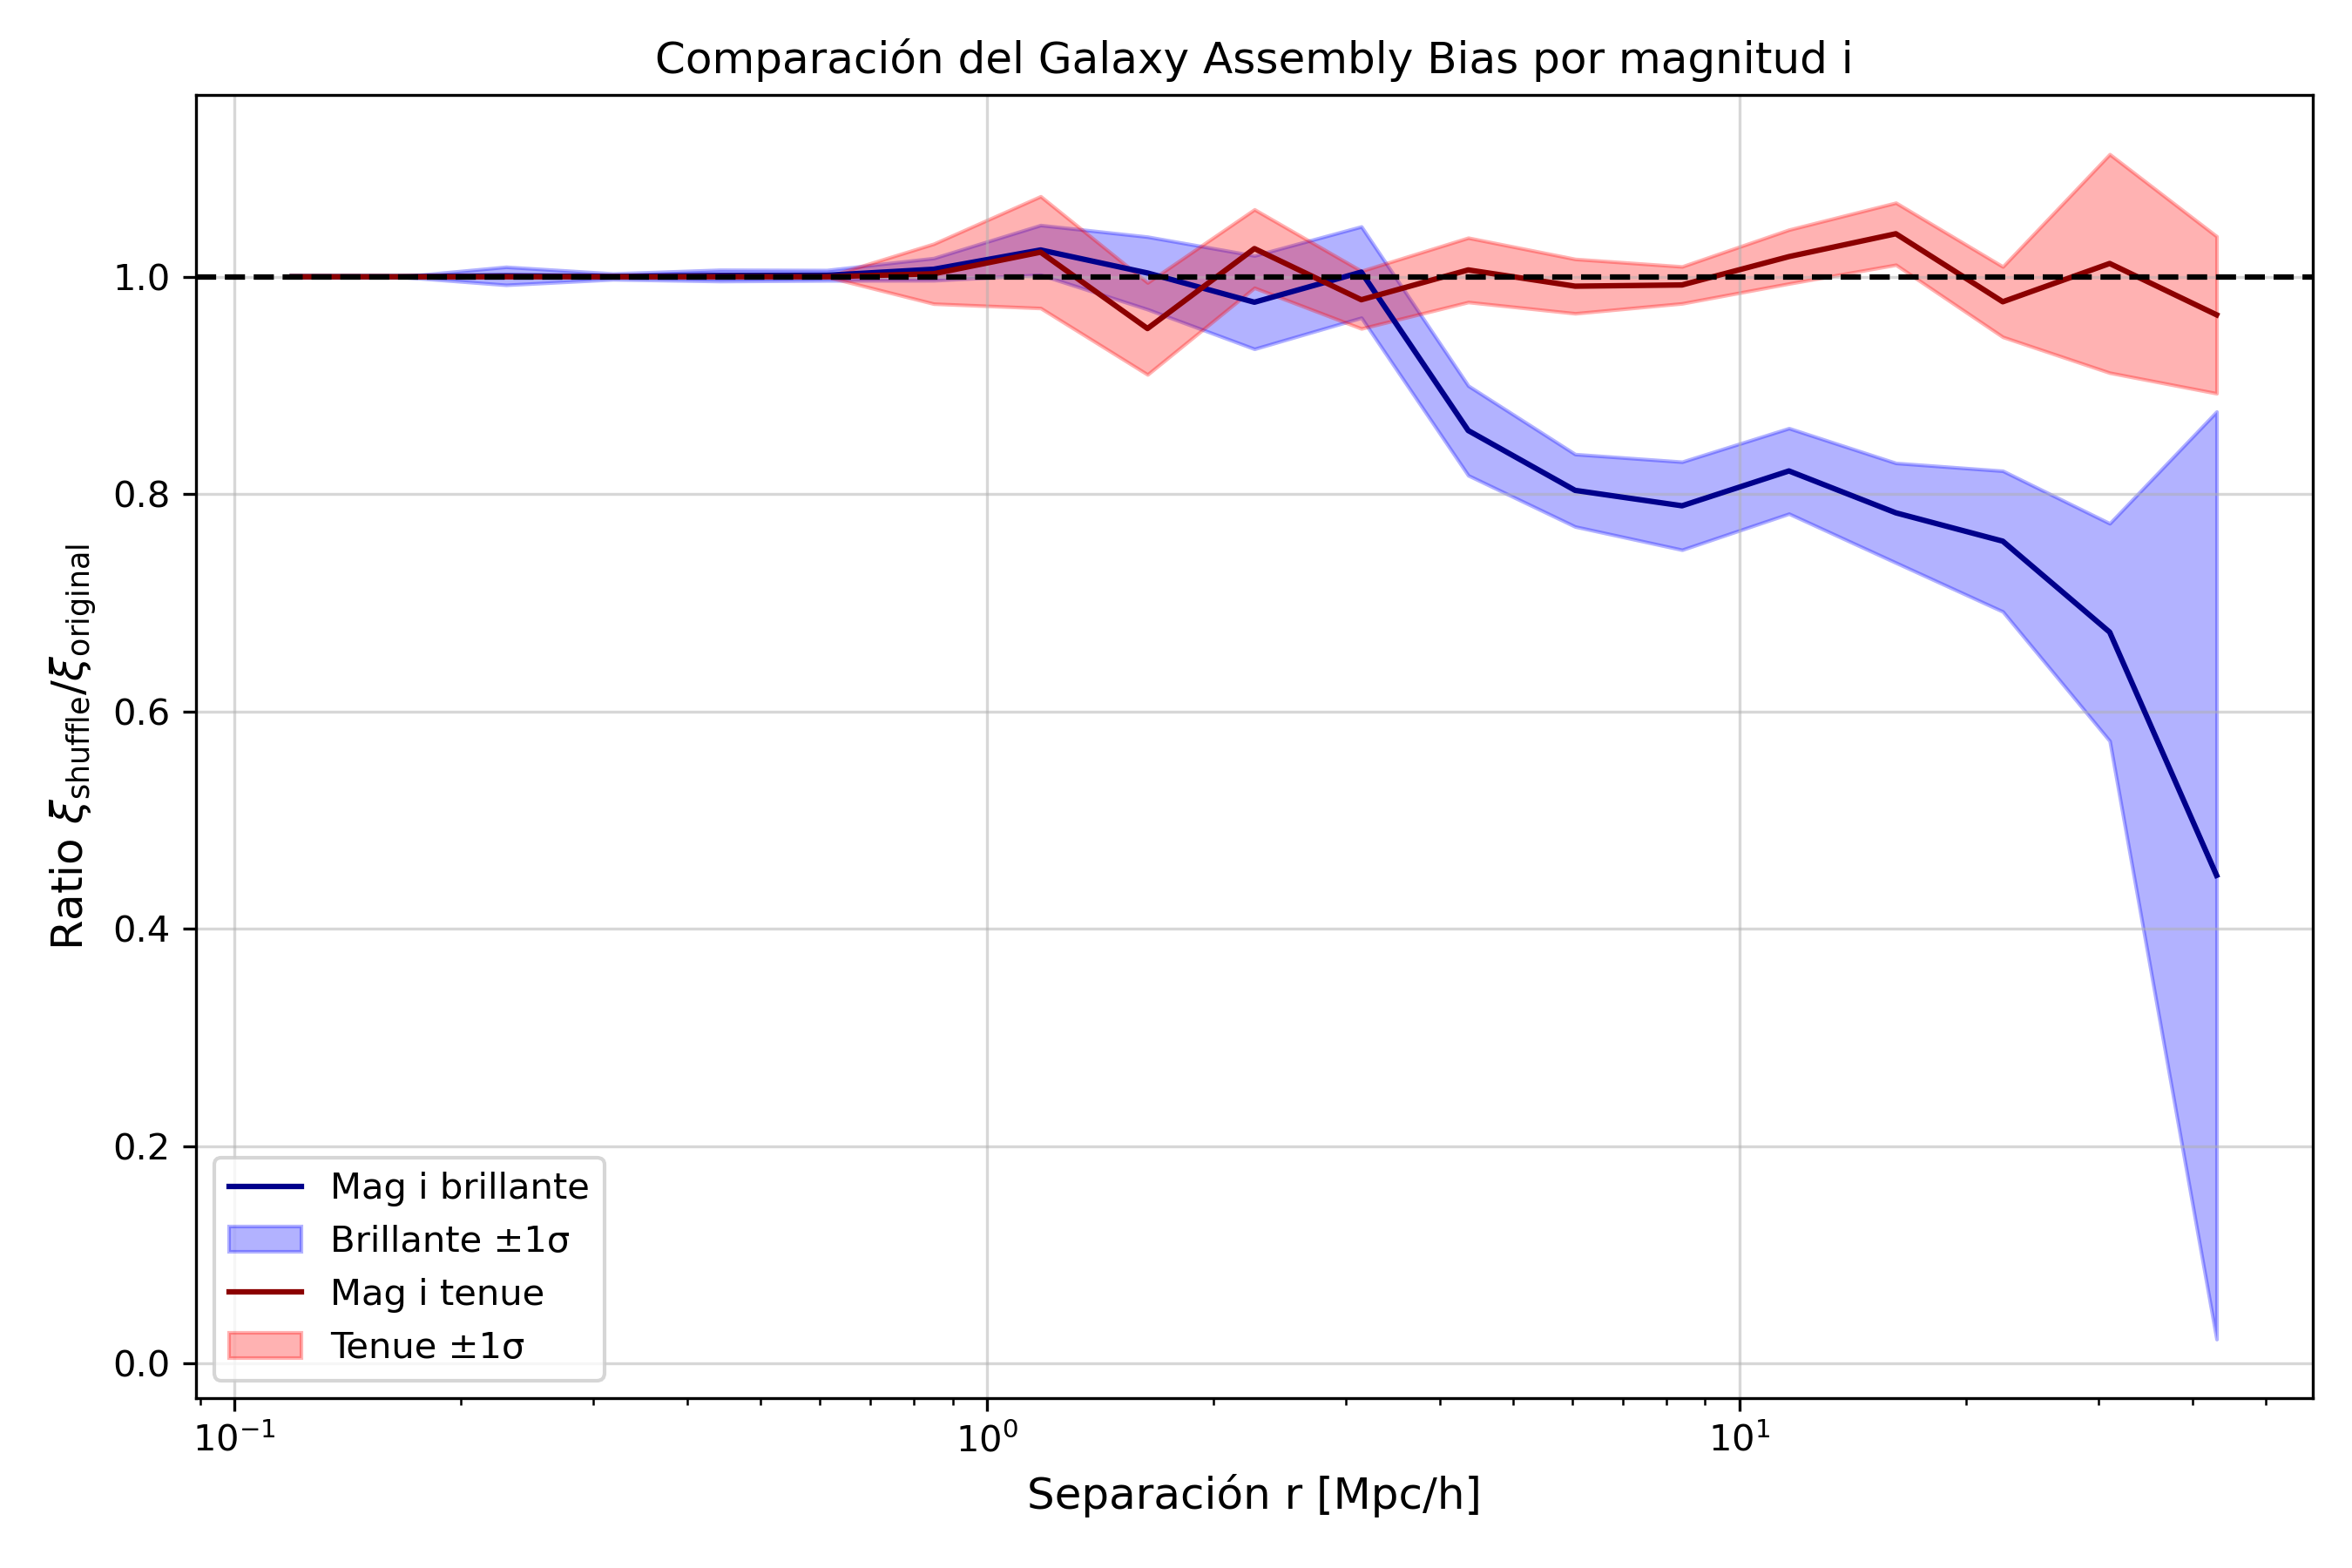 Comparación del Galaxy Assembly Bias por magnitud i
Ratio ξshuffle/ξoriginal
1.0
0.8
0.6
0.4
0.2
0.0
Mag i brillante
Brillante ±1σ
Mag i tenue
Tenue ±1σ
10⁻¹ 10⁰ 10¹
Separación r [Mpc/h]